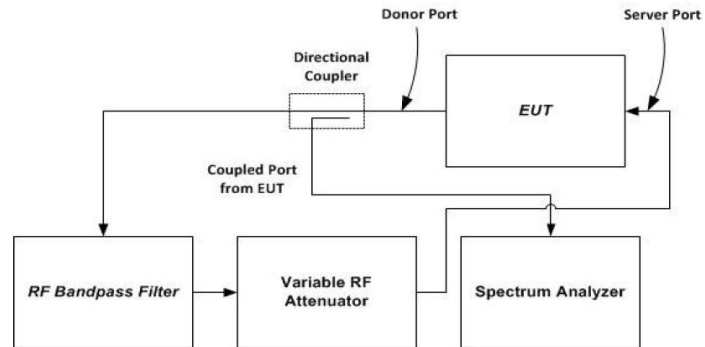 Donor Port
Server Port
Directional
Coupler
EUT
Coupled Port
from EUT
RF Bandpass Filter
Variable RF
Attenuator
Spectrum Analyzer